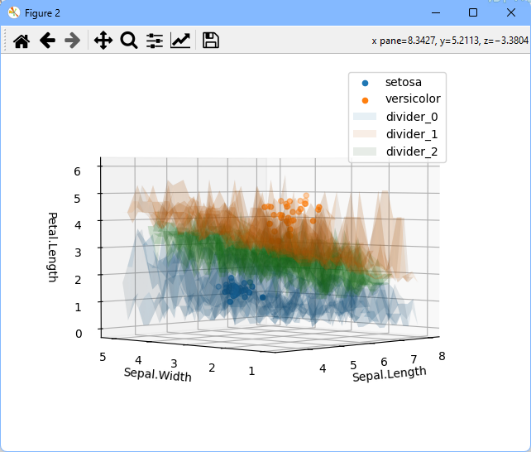 Figure 2
x pane=8.3427, y=5.2113, z=−3.3804
setosa
versicolor
divider_0
divider_1
divider_2
6
5
4
3
2
1
0
Petal.Length
5
4
3
2
1
Sepal.Width
4
5
6
7
8
Sepal.Length